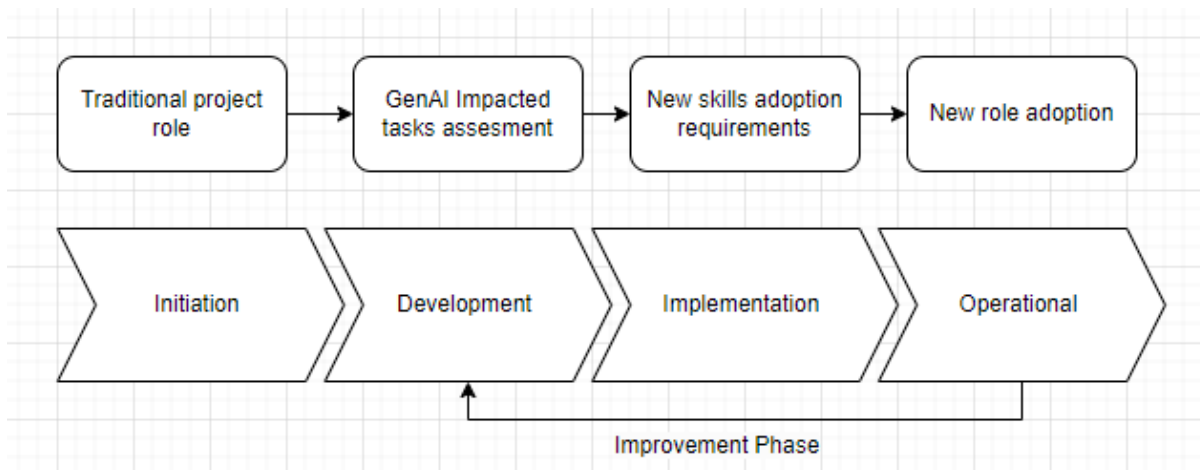 Traditional project
role
GenAI Impacted
tasks assesment
New skills adoption
requirements
New role adoption
Initiation
Development
Implementation
Operational
Improvement Phase